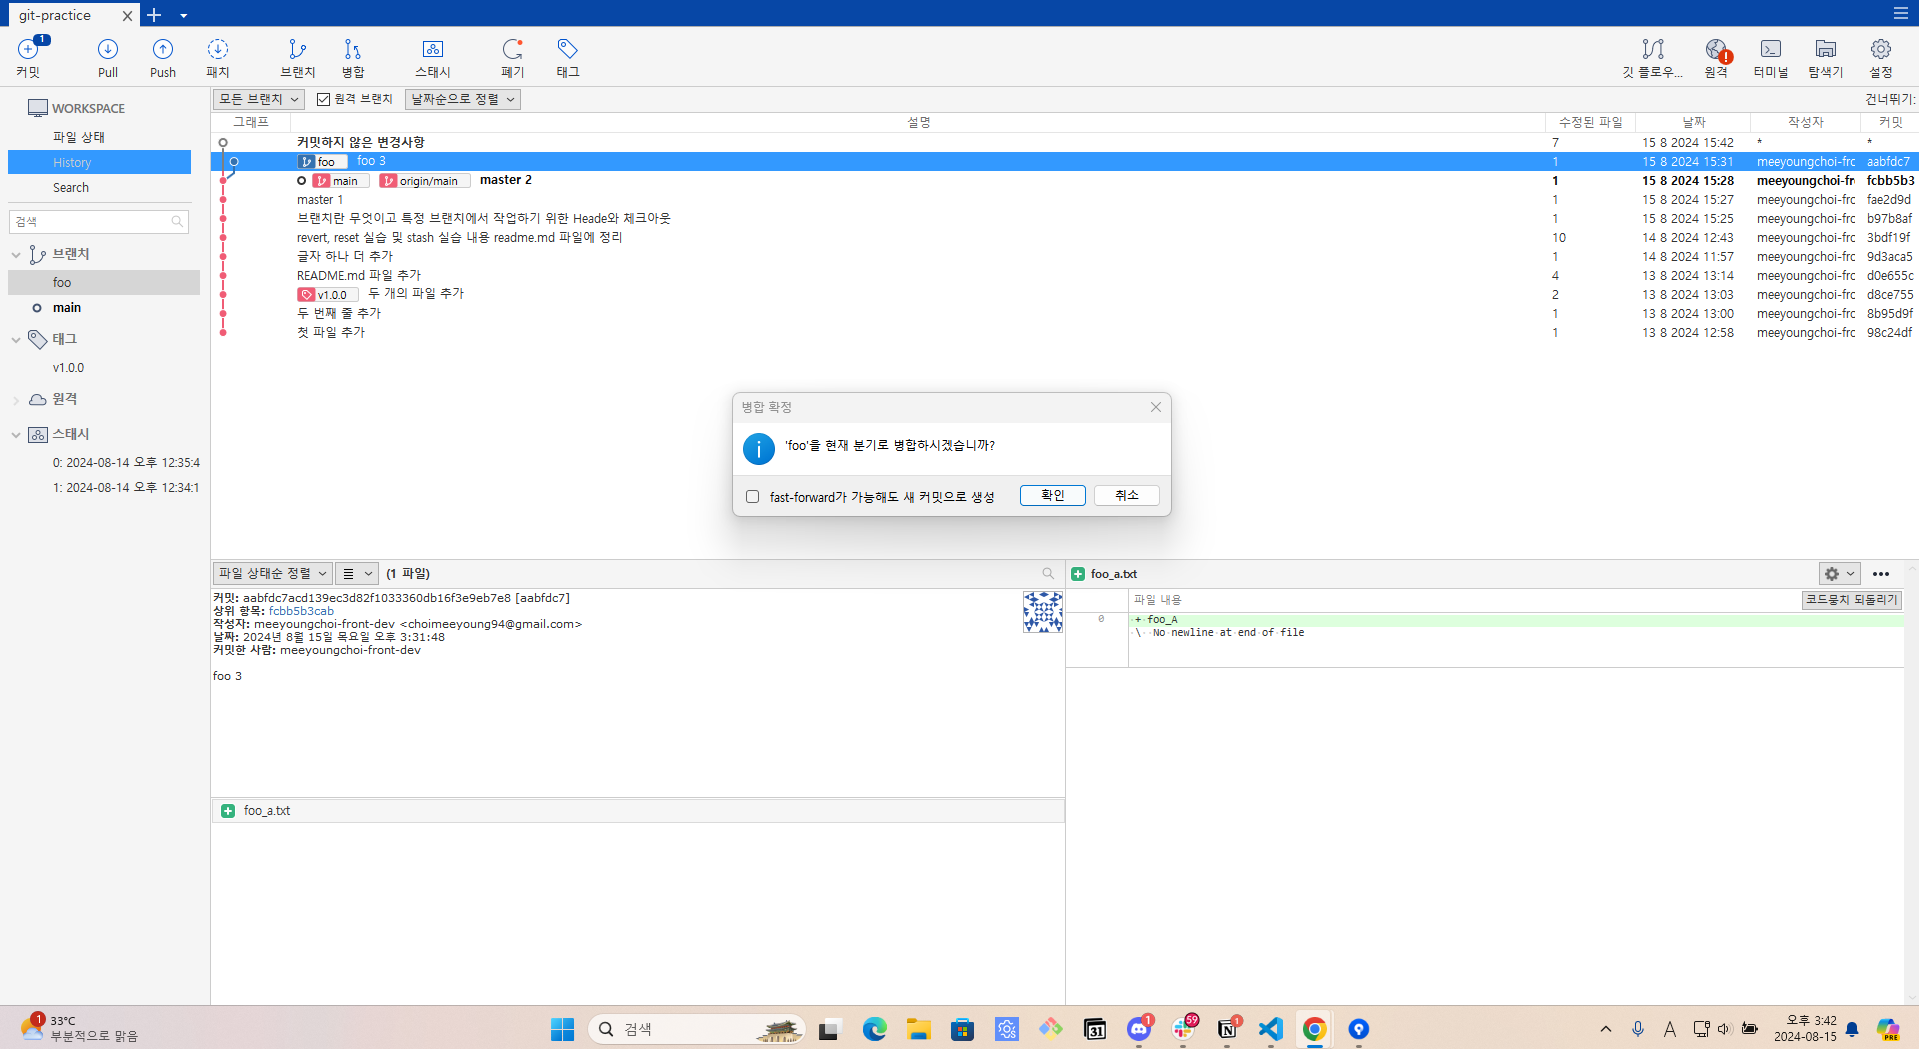 git-practice
1
커밋
Pull
Push
패치
브랜치
병합
스태시
폐기
태그
깃 플로우...
원격
터미널
탐색기
설정
WORKSPACE
파일 상태
History
Search
검색
브랜치
foo
main
태그
v1.0.0
원격
스태시
0: 2024-08-14 오후 12:35:4
1: 2024-08-14 오후 12:34:1
모든 브랜치
원격 브랜치
날짜순으로 정렬
건너뛰기:
그래프 설명 수정된 파일 날짜 작성자 커밋
커밋하지 않은 변경사항 7 15 8 2024 15:42 * *
foo foo 3 1 15 8 2024 15:31 meeyoungchoi-frc aabfdc7
main origin/main master 2 1 15 8 2024 15:28 meeyoungchoi-frc fcbb5b3
master 1 1 15 8 2024 15:27 meeyoungchoi-frc fae2d9d
브랜치란 무엇이고 특정 브랜치에서 작업하기 위한 Heade와 체크아웃 1 15 8 2024 15:25 meeyoungchoi-frc b97b8af
revert, reset 실습 및 stash 실습 내용 readme.md 파일에 정리 10 14 8 2024 12:43 meeyoungchoi-frc 3bdf19f
글자 하나 더 추가 1 14 8 2024 11:57 meeyoungchoi-frc 9d3aca5
README.md 파일 추가 4 13 8 2024 13:14 meeyoungchoi-frc d0e655c
v1.0.0 두 개의 파일 추가 2 13 8 2024 13:03 meeyoungchoi-frc d8ce755
두 번째 줄 추가 1 13 8 2024 13:00 meeyoungchoi-frc 8b95d9f
첫 파일 추가 1 13 8 2024 12:58 meeyoungchoi-frc 98c24df
병합 확정
'foo'을 현재 분기로 병합하시겠습니까?
fast-forward가 가능해도 새 커밋으로 생성
확인
취소
파일 상태순 정렬
(1 파일)
커밋: aabfdc7acd139ec3d82f1033360db16f3e9eb7e8 [aabfdc7]
상위 항목: fcbb5b3cab
작성자: meeyoungchoi-front-dev <choimeeyoung94@gmail.com>
날짜: 2024년 8월 15일 목요일 오후 3:31:48
커밋한 사람: meeyoungchoi-front-dev
foo 3
foo_a.txt
foo_a.txt
파일 내용
코드뭉치 되돌리기
0 + foo_A
\ No newline at end of file
1
33°C
부분적으로 맑음
검색
31
1
59
1
PRE
A
오후 3:42
2024-08-15